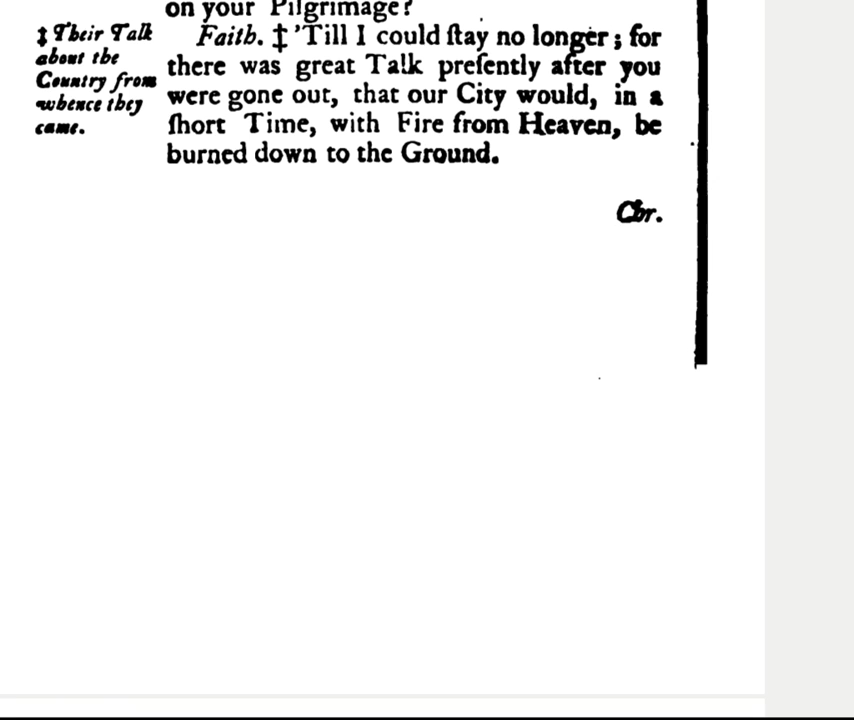 on your Pilgrimage?
‡ Their Talk
about the
Country from
whence they
came.
Faith. ‡ 'Till I could ſtay no longer; for
there was great Talk preſently after you
were gone out, that our City would, in a
ſhort Time, with Fire from Heaven, be
burned down to the Ground.
Chr.